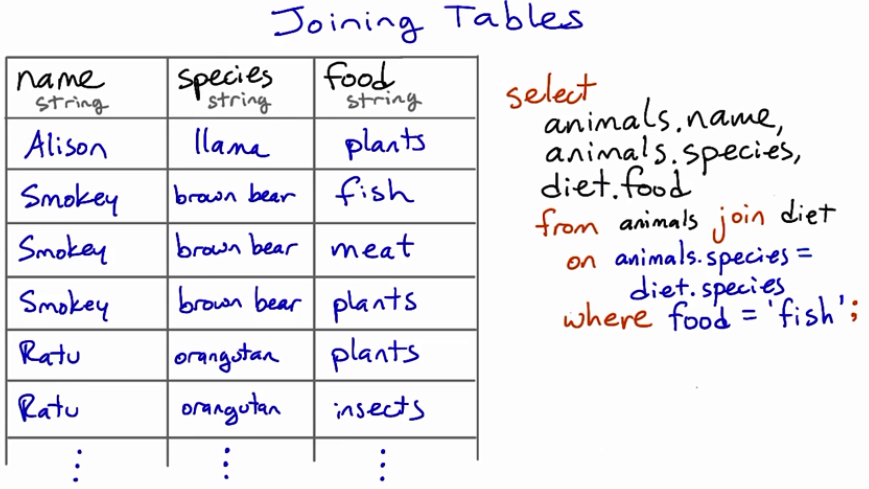 Joining Tables
name species food
string string string
Alison llama plants
Smokey brown bear fish
Smokey brown bear meat
Smokey brown bear plants
Ratu orangutan plants
Ratu orangutan insects
select
animals.name,
animals.species,
diet.food
from animals join diet
on animals.species =
diet.species
where food = 'fish';